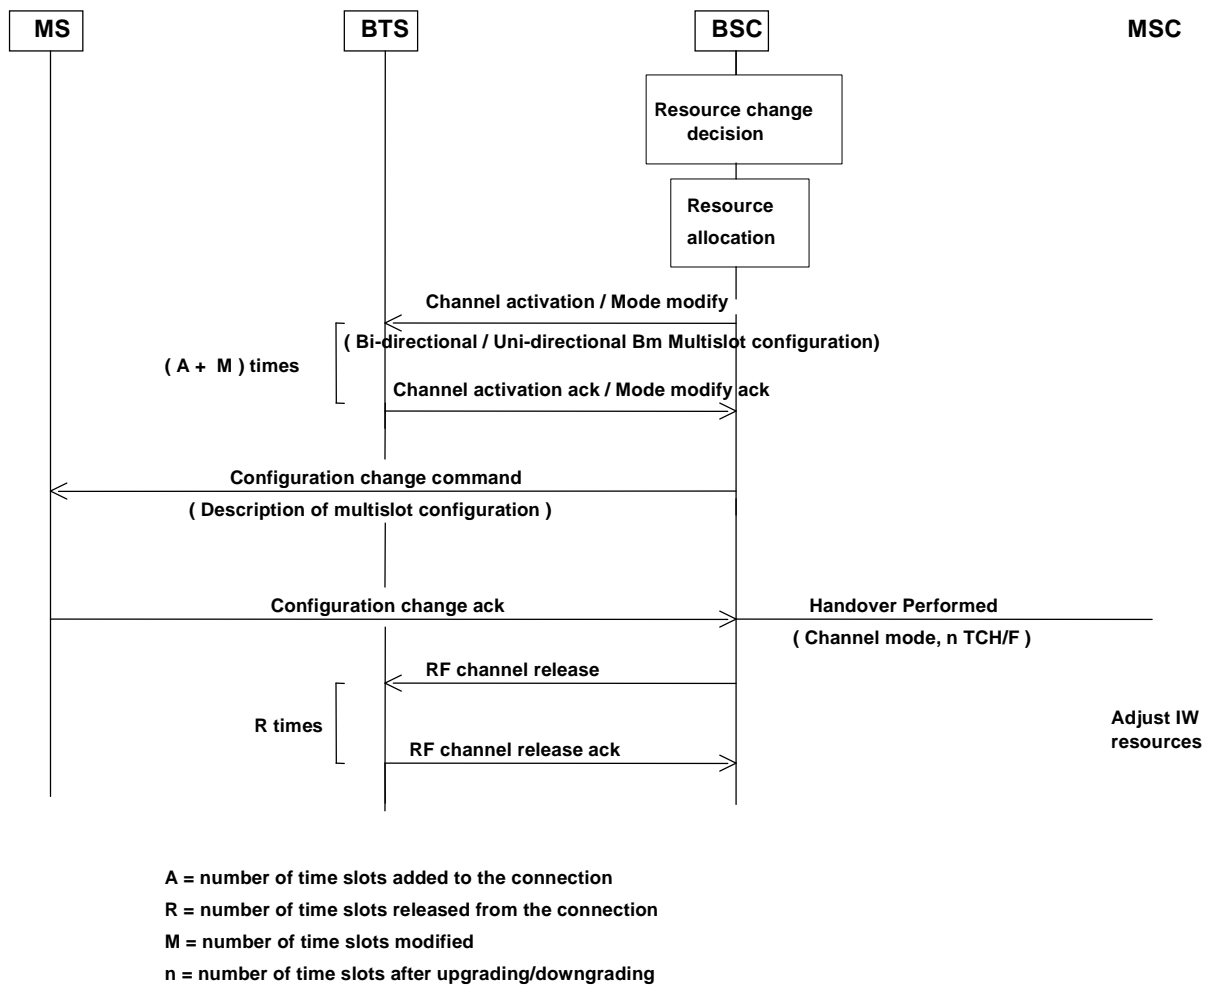 MS BTS BSC MSC
Resource change
decision
Resource
allocation
Channel activation / Mode modify
( Bi-directional / Uni-directional Bm Multislot configuration)
( A + M ) times
Channel activation ack / Mode modify ack
Configuration change command
( Description of multislot configuration )
Configuration change ack
Handover Performed
( Channel mode, n TCH/F )
RF channel release
R times
Adjust IW
resources
RF channel release ack
A = number of time slots added to the connection
R = number of time slots released from the connection
M = number of time slots modified
n = number of time slots after upgrading/downgrading